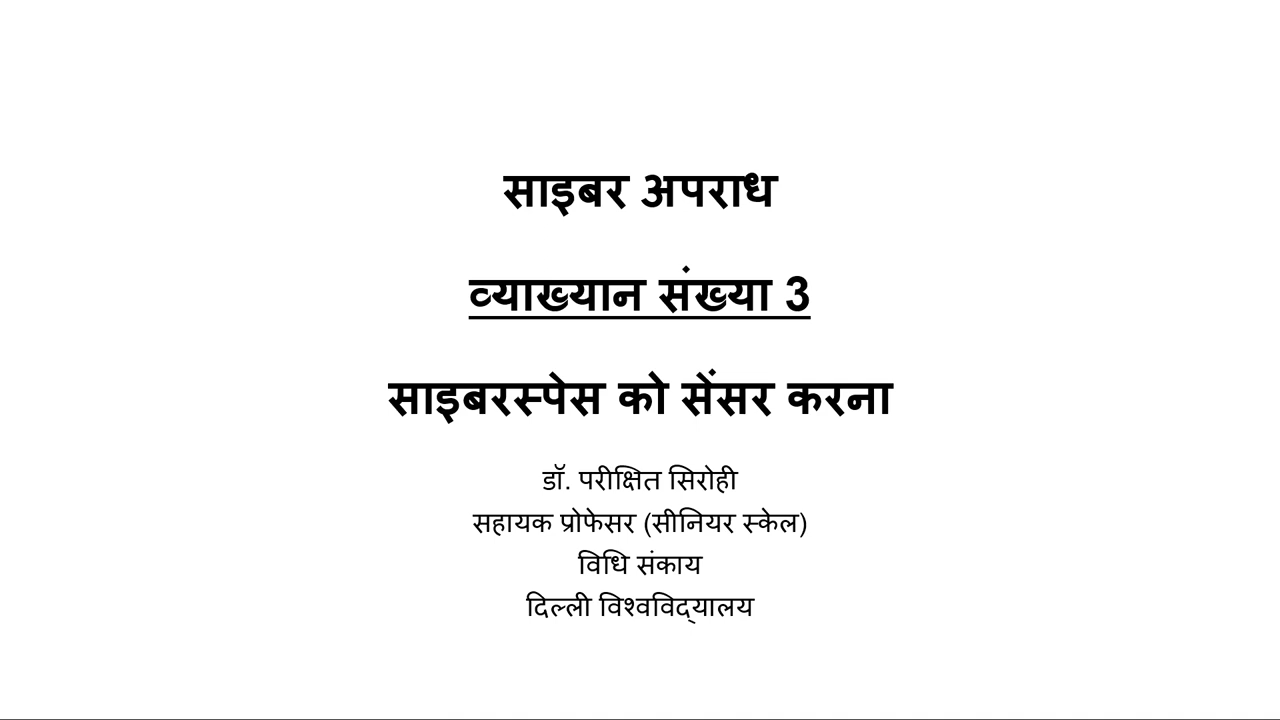 साइबर अपराध
व्याख्यान संख्या 3
साइबरस्पेस को सेंसर करना
डॉ. परीक्षित सिरोही
सहायक प्रोफेसर (सीनियर स्केल)
विधि संकाय
दिल्ली विश्वविद्यालय